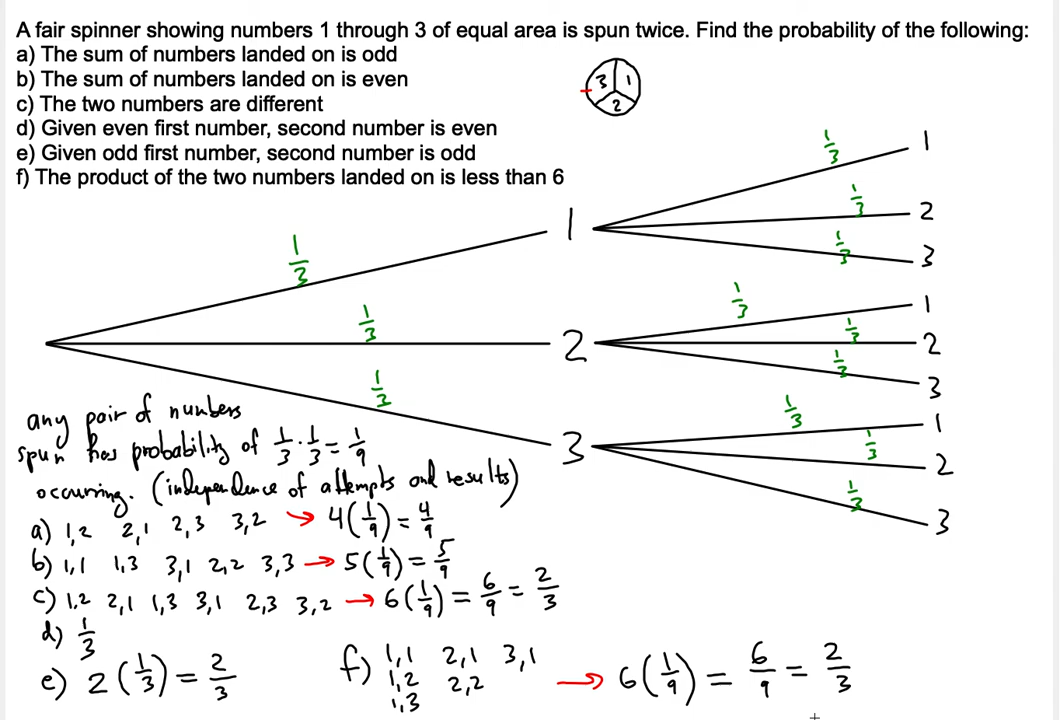 A fair spinner showing numbers 1 through 3 of equal area is spun twice. Find the probability of the following:
a) The sum of numbers landed on is odd
b) The sum of numbers landed on is even
c) The two numbers are different
d) Given even first number, second number is even
e) Given odd first number, second number is odd
f) The product of the two numbers landed on is less than 6
3 1
2
1/3 1
1/3 2
1/3 3
1/3 1
1/3 1
1/3 2 1/3 2
1/3 3
1/3 3
1/3 1
1/3 2
1/3 3
any pair of numbers
spun has probability of 1/3 · 1/3 = 1/9
occurring. (independence of attempts and results)
a) 1,2 2,1 2,3 3,2 → 4(1/9) = 4/9
b) 1,1 1,3 3,1 2,2 3,3 → 5(1/9) = 5/9
c) 1,2 2,1 1,3 3,1 2,3 3,2 → 6(1/9) = 6/9 = 2/3
d) 1/3
e) 2(1/3) = 2/3
f) 1,1 2,1 3,1
1,2 2,2 → 6(1/9) = 6/9 = 2/3
1,3